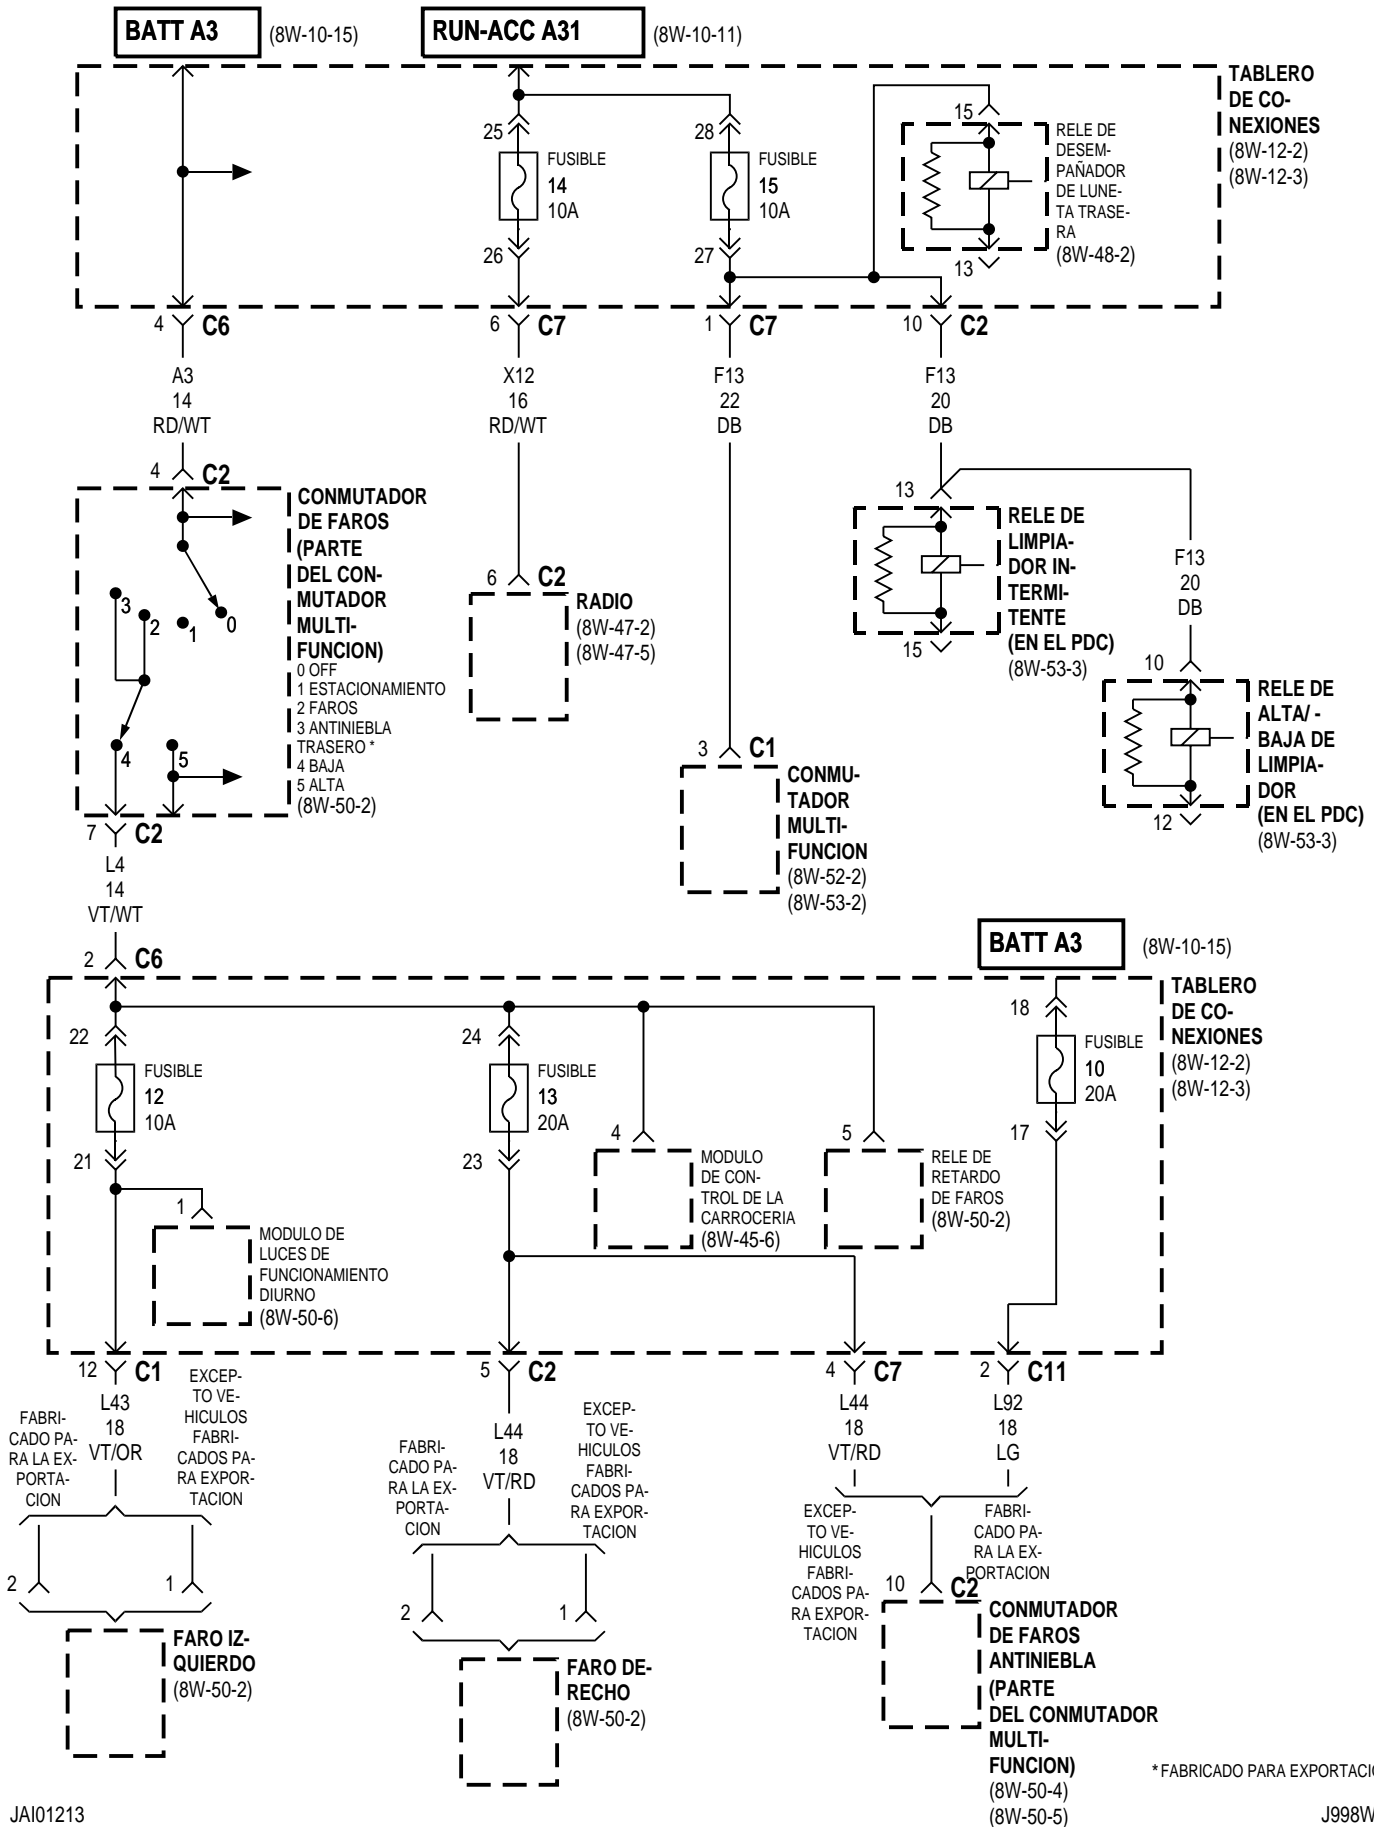 BATT A3 (8W-10-15)
RUN-ACC A31 (8W-10-11)
TABLERO
DE CO-
NEXIONES
(8W-12-2)
(8W-12-3)
25
FUSIBLE
14
10A
26
28
FUSIBLE
15
10A
27
15
RELE DE
DESEM-
PAÑADOR
DE LUNE-
TA TRASE-
RA
(8W-48-2)
13
4 C6
6 C7
1 C7
10 C2
A3
14
RD/WT
X12
16
RD/WT
F13
22
DB
F13
20
DB
4 C2
CONMUTADOR
DE FAROS
(PARTE
DEL CON-
MUTADOR
MULTI-
FUNCION)
0 OFF
1 ESTACIONAMIENTO
2 FAROS
3 ANTINIEBLA
TRASERO *
4 BAJA
5 ALTA
(8W-50-2)
3
2
1
0
4
5
7 C2
6 C2
RADIO
(8W-47-2)
(8W-47-5)
13
RELE DE
LIMPIA-
DOR IN-
TERMI-
TENTE
(EN EL PDC)
(8W-53-3)
15
F13
20
DB
10
RELE DE
ALTA/ -
BAJA DE
LIMPIA-
DOR
(EN EL PDC)
(8W-53-3)
12
3 C1
CONMU-
TADOR
MULTI-
FUNCION
(8W-52-2)
(8W-53-2)
L4
14
VT/WT
2 C6
BATT A3 (8W-10-15)
TABLERO
DE CO-
NEXIONES
(8W-12-2)
(8W-12-3)
22
FUSIBLE
12
10A
21
24
FUSIBLE
13
20A
23
18
FUSIBLE
10
20A
17
1
MODULO DE
LUCES DE
FUNCIONAMIENTO
DIURNO
(8W-50-6)
4
MODULO
DE CON-
TROL DE LA
CARROCERIA
(8W-45-6)
5
RELE DE
RETARDO
DE FAROS
(8W-50-2)
12 C1
5 C2
4 C7
2 C11
L43
18
VT/OR
FABRI-
CADO PA-
RA LA EX-
PORTA-
CION
EXCEP-
TO VE-
HICULOS
FABRI-
CADOS PA-
RA EXPOR-
TACION
2
1
FARO IZ-
QUIERDO
(8W-50-2)
L44
18
VT/RD
FABRI-
CADO PA-
RA LA EX-
PORTA-
CION
EXCEP-
TO VE-
HICULOS
FABRI-
CADOS PA-
RA EXPOR-
TACION
2
1
FARO DE-
RECHO
(8W-50-2)
L44
18
VT/RD
L92
18
LG
EXCEP-
TO VE-
HICULOS
FABRI-
CADOS PA-
RA EXPOR-
TACION
FABRI-
CADO PA-
RA LA EX-
PORTACION
10 C2
CONMUTADOR
DE FAROS
ANTINIEBLA
(PARTE
DEL CONMUTADOR
MULTI-
FUNCION)
(8W-50-4)
(8W-50-5)
* FABRICADO PARA EXPORTACI
JAI01213
J998W